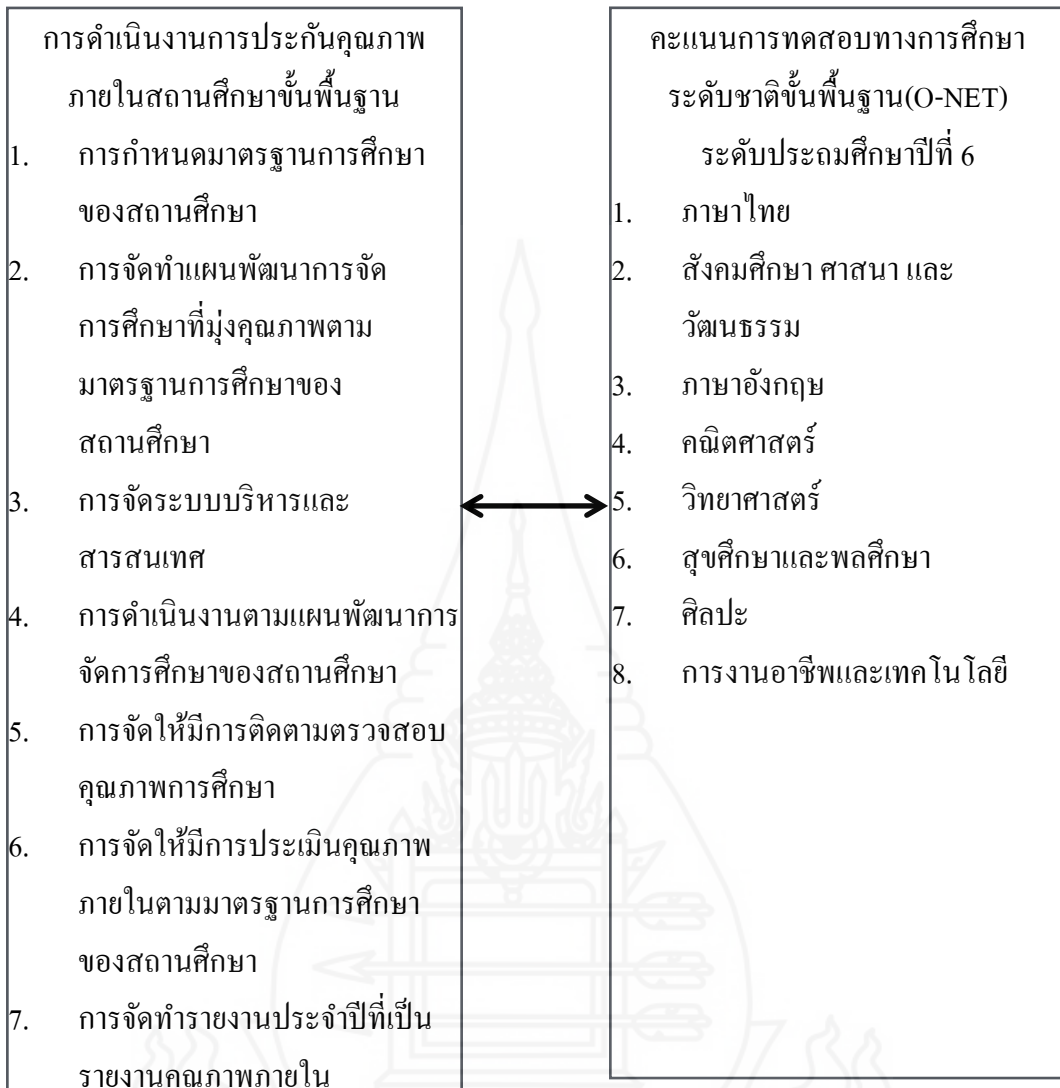 การดำเนินงานการประกันคุณภาพ
ภายในสถานศึกษาขั้นพื้นฐาน
1. การกำหนดมาตรฐานการศึกษา
ของสถานศึกษา
2. การจัดทำแผนพัฒนาการจัด
การศึกษาที่มุ่งคุณภาพตาม
มาตรฐานการศึกษาของ
สถานศึกษา
3. การจัดระบบบริหารและ
สารสนเทศ
4. การดำเนินงานตามแผนพัฒนาการ
จัดการศึกษาของสถานศึกษา
5. การจัดให้มีการติดตามตรวจสอบ
คุณภาพการศึกษา
6. การจัดให้มีการประเมินคุณภาพ
ภายในตามมาตรฐานการศึกษา
ของสถานศึกษา
7. การจัดทำรายงานประจำปีที่เป็น
รายงานคุณภาพภายใน
คะแนนการทดสอบทางการศึกษา
ระดับชาติขั้นพื้นฐาน(O-NET)
ระดับประถมศึกษาปีที่ 6
1. ภาษาไทย
2. สังคมศึกษา ศาสนา และ
วัฒนธรรม
3. ภาษาอังกฤษ
4. คณิตศาสตร์
5. วิทยาศาสตร์
6. สุขศึกษาและพลศึกษา
7. ศิลปะ
8. การงานอาชีพและเทคโนโลยี